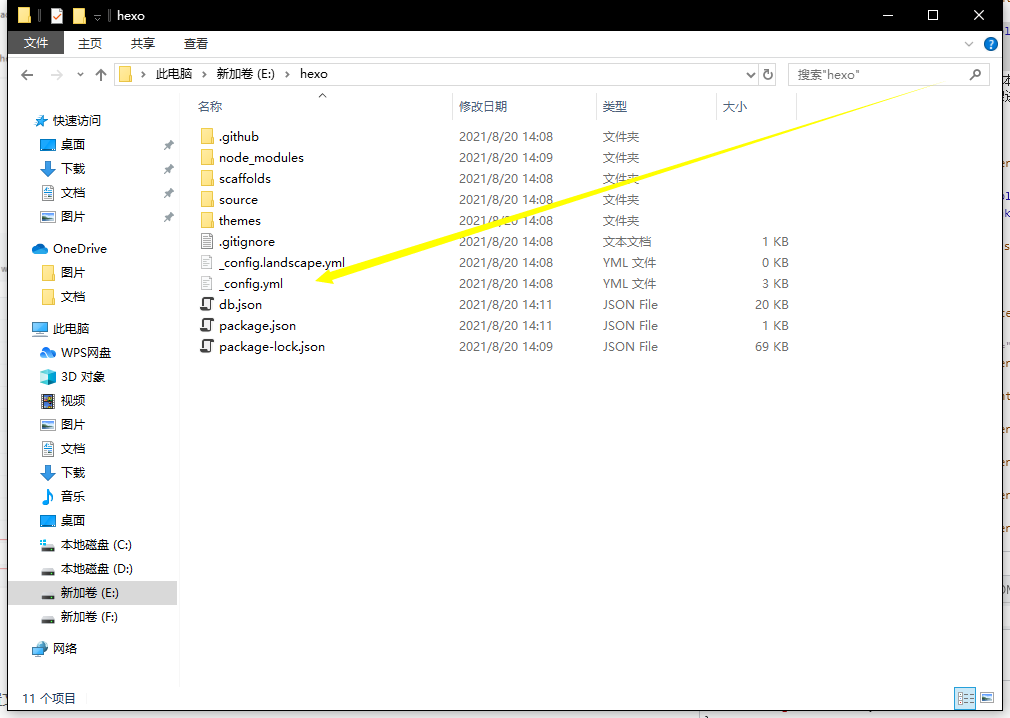 hexo
文件 主页 共享 查看
此电脑 新加卷 (E:) hexo 搜索"hexo"
名称 修改日期 类型 大小
快速访问
桌面
下载
文档
图片
OneDrive
图片
文档
此电脑
WPS网盘
3D 对象
视频
图片
文档
下载
音乐
桌面
本地磁盘 (C:)
本地磁盘 (D:)
新加卷 (E:)
新加卷 (F:)
网络
.github 2021/8/20 14:08 文件夹
node_modules 2021/8/20 14:09 文件夹
scaffolds 2021/8/20 14:08 文件夹
source 2021/8/20 14:08 文件夹
themes 2021/8/20 14:08 文件夹
.gitignore 2021/8/20 14:08 文本文档 1 KB
_config.landscape.yml 2021/8/20 14:08 YML 文件 0 KB
_config.yml 2021/8/20 14:08 YML 文件 3 KB
db.json 2021/8/20 14:11 JSON File 20 KB
package.json 2021/8/20 14:11 JSON File 1 KB
package-lock.json 2021/8/20 14:09 JSON File 69 KB
11 个项目